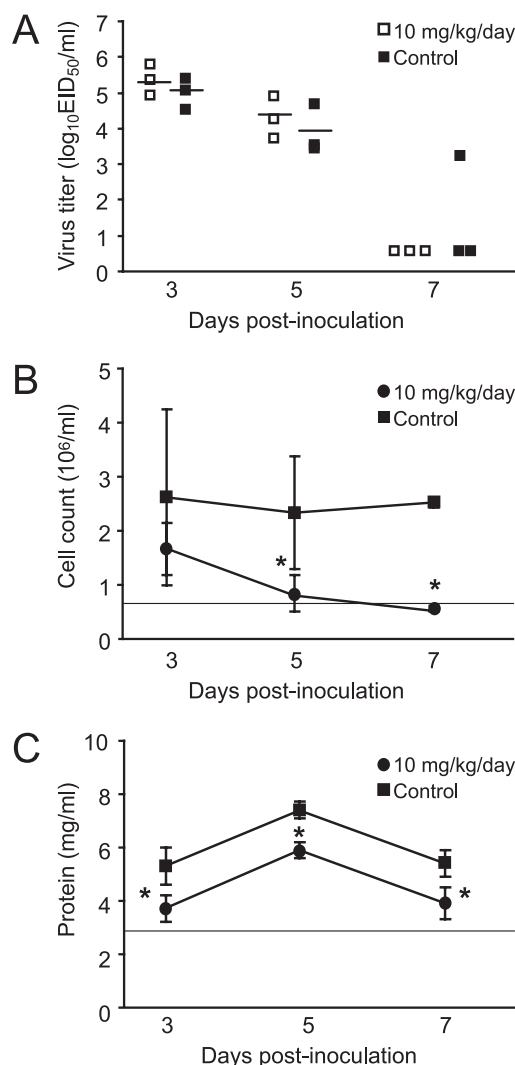 A
7
6
5
4
3
2
1
0
Virus titer (log₁₀EID₅₀/ml)
10 mg/kg/day
Control
3 5 7
Days post-inoculation
B
5
4
3
2
1
0
Cell count (10⁶/ml)
10 mg/kg/day
Control
*
*
3 5 7
Days post-inoculation
C
10
8
6
4
2
0
Protein (mg/ml)
10 mg/kg/day
Control
*
*
*
3 5 7
Days post-inoculation